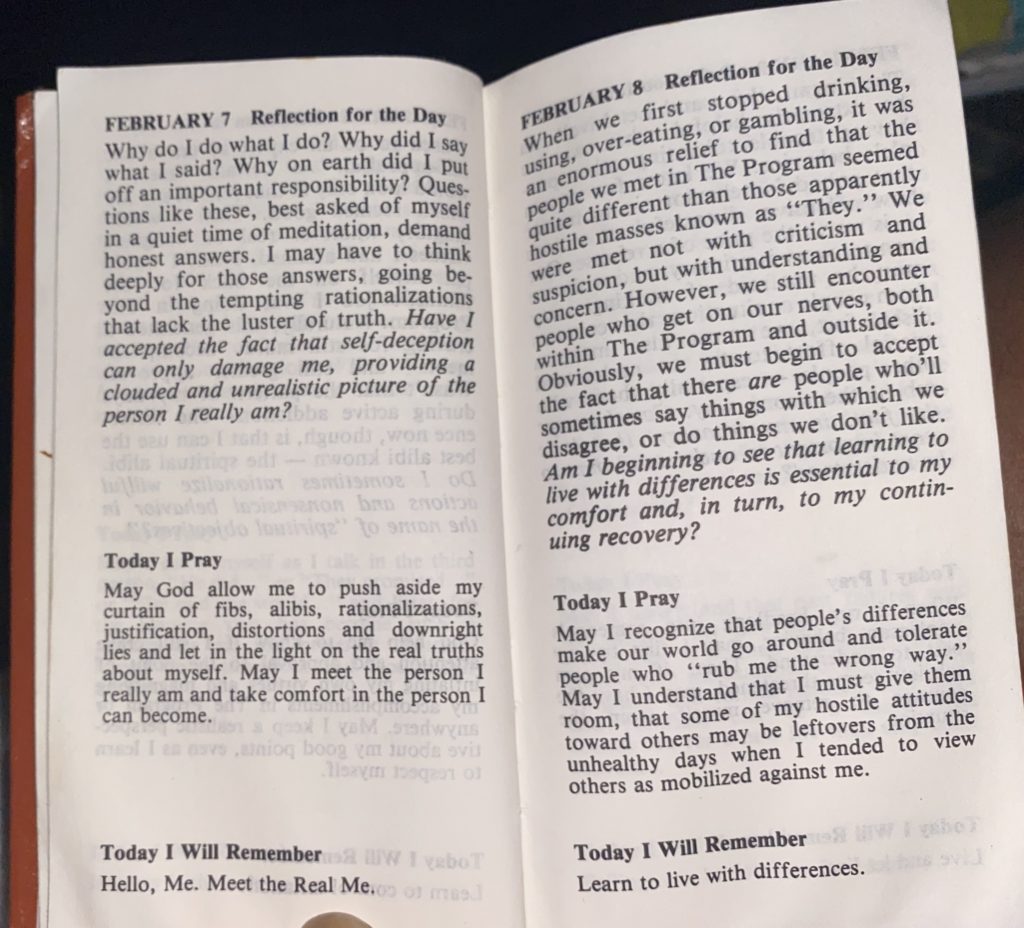 FEBRUARY 7 Reflection for the Day
Why do I do what I do? Why did I say
what I said? Why on earth did I put
off an important responsibility? Ques-
tions like these, best asked of myself
in a quiet time of meditation, demand
honest answers. I may have to think
deeply for those answers, going be-
yond the tempting rationalizations
that lack the luster of truth. Have I
accepted the fact that self-deception
can only damage me, providing a
clouded and unrealistic picture of the
person I really am?
Today I Pray
May God allow me to push aside my
curtain of fibs, alibis, rationalizations,
justification, distortions and downright
lies and let in the light on the real truths
about myself. May I meet the person I
really am and take comfort in the person I
can become.
Today I Will Remember
Hello, Me. Meet the Real Me.
FEBRUARY 8 Reflection for the Day
When we first stopped drinking,
using, over-eating, or gambling, it was
an enormous relief to find that the
people we met in The Program seemed
quite different than those apparently
hostile masses known as “They.” We
were met not with criticism and
suspicion, but with understanding and
concern. However, we still encounter
people who get on our nerves, both
within The Program and outside it.
Obviously, we must begin to accept
the fact that there are people who’ll
sometimes say things with which we
disagree, or do things we don’t like.
Am I beginning to see that learning to
live with differences is essential to my
comfort and, in turn, to my contin-
uing recovery?
Today I Pray
May I recognize that people’s differences
make our world go around and tolerate
people who “rub me the wrong way.”
May I understand that I must give them
room, that some of my hostile attitudes
toward others may be leftovers from the
unhealthy days when I tended to view
others as mobilized against me.
Today I Will Remember
Learn to live with differences.